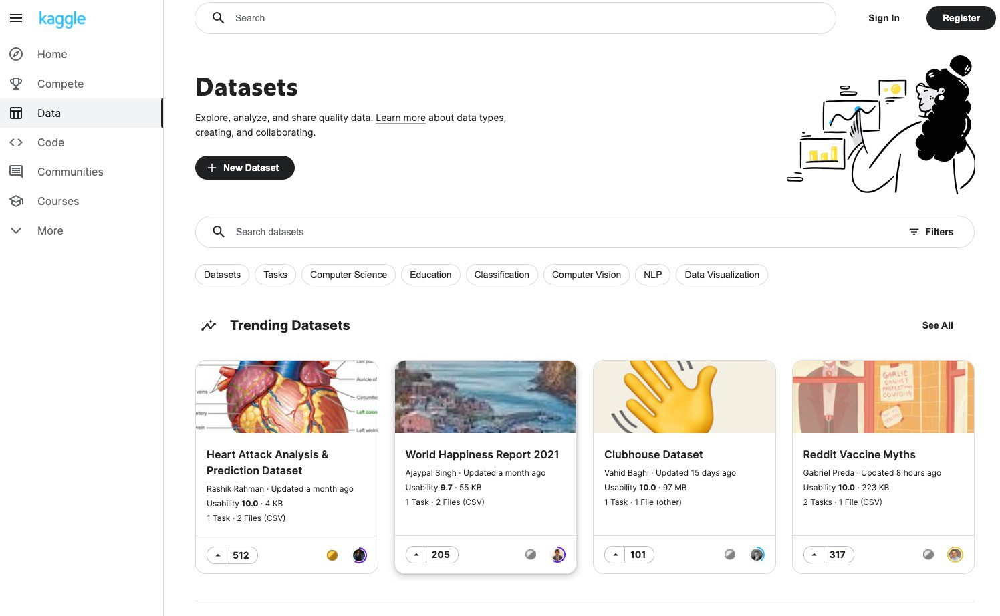 kaggle
Search
Sign In
Register
Home
Compete
Data
Code
Communities
Courses
More
Datasets
Explore, analyze, and share quality data. Learn more about data types,
creating, and collaborating.
New Dataset
Search datasets
Filters
Datasets
Tasks
Computer Science
Education
Classification
Computer Vision
NLP
Data Visualization
Trending Datasets
See All
veins
Auricle of
Left coron
Left ventri
vein
Heart Attack Analysis &
Prediction Dataset
Rashik Rahman · Updated a month ago
Usability 10.0 · 4 KB
1 Task · 2 Files (CSV)
512
World Happiness Report 2021
Ajaypal Singh · Updated a month ago
Usability 9.7 · 55 KB
1 Task · 2 Files (CSV)
205
Clubhouse Dataset
Vahid Baghi · Updated 15 days ago
Usability 10.0 · 97 MB
1 Task · 1 File (other)
101
GARLIC
CANNOT
PROTECT
COVID 19
Reddit Vaccine Myths
Gabriel Preda · Updated 8 hours ago
Usability 10.0 · 223 KB
2 Tasks · 1 File (CSV)
317